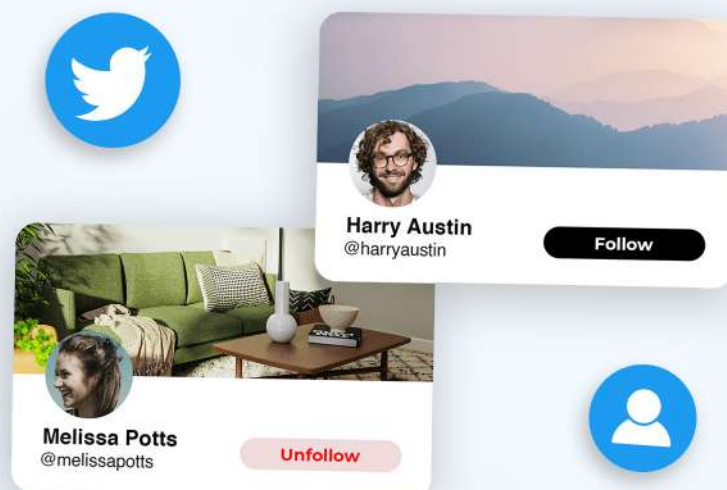 Harry Austin
@harryaustin
Follow
Melissa Potts
@melissapotts
Unfollow